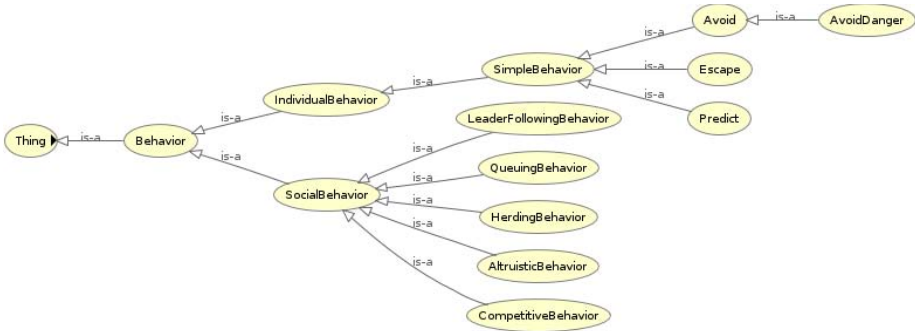 Avoid
is-a
AvoidDanger
is-a
SimpleBehavior
is-a
Escape
is-a
is-a
Predict
IndividualBehavior
is-a
LeaderFollowingBehavior
Thing
is-a
Behavior
is-a
is-a
QueuingBehavior
is-a
SocialBehavior
is-a
HerdingBehavior
is-a
is-a
AltruisticBehavior
is-a
CompetitiveBehavior